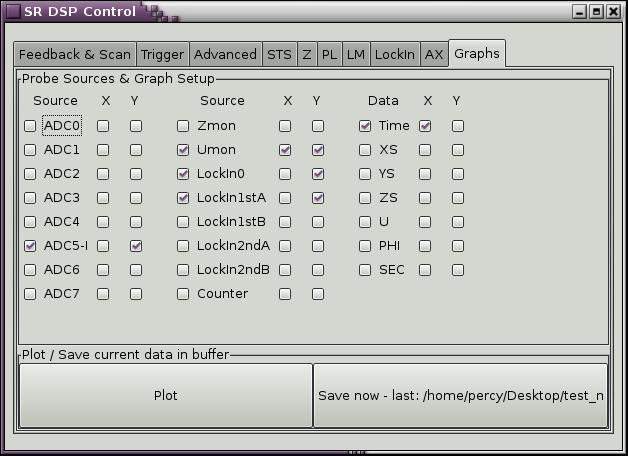 SR DSP Control
Feedback & Scan Trigger Advanced STS Z PL LM LockIn AX Graphs
Probe Sources & Graph Setup
Source X Y Source X Y Data X Y
ADC0 Zmon Time
ADC1 Umon XS
ADC2 LockIn0 YS
ADC3 LockIn1stA ZS
ADC4 LockIn1stB U
ADC5-I LockIn2ndA PHI
ADC6 LockIn2ndB SEC
ADC7 Counter
Plot / Save current data in buffer
Plot Save now - last: /home/percy/Desktop/test_n